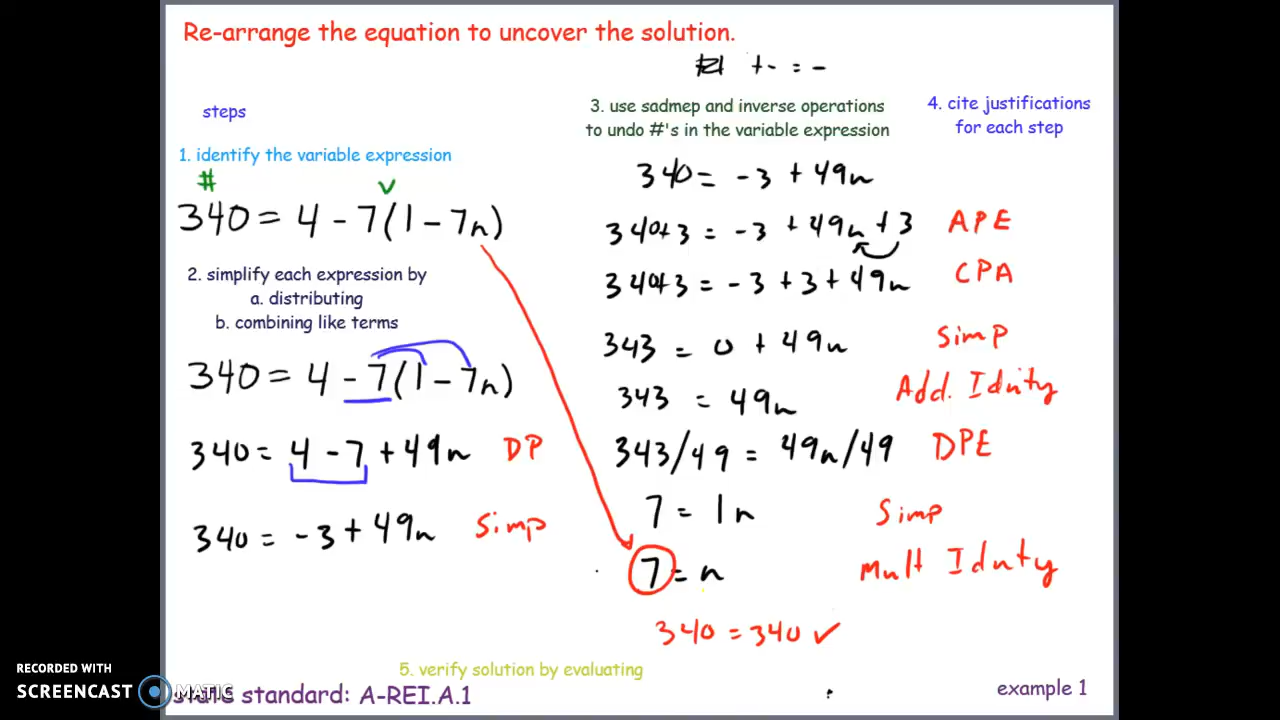 Re-arrange the equation to uncover the solution.
+- = -
steps
1. identify the variable expression
# v
340 = 4 - 7(1 - 7n)
2. simplify each expression by
a. distributing
b. combining like terms
340 = 4 - 7(1 - 7n)
340 = 4 - 7 + 49n DP
340 = -3 + 49n Simp
3. use sadmep and inverse operations
to undo #'s in the variable expression
4. cite justifications
for each step
340 = -3 + 49n
340+3 = -3 + 49n + 3 APE
340+3 = -3 + 3 + 49n CPA
343 = 0 + 49n Simp
343 = 49n Add. Idntity
343/49 = 49n/49 DPE
7 = 1n Simp
7 = n Mult Idntity
340 = 340 ✓
5. verify solution by evaluating
state standard: A-REI.A.1
example 1
RECORDED WITH
SCREENCAST MATIC